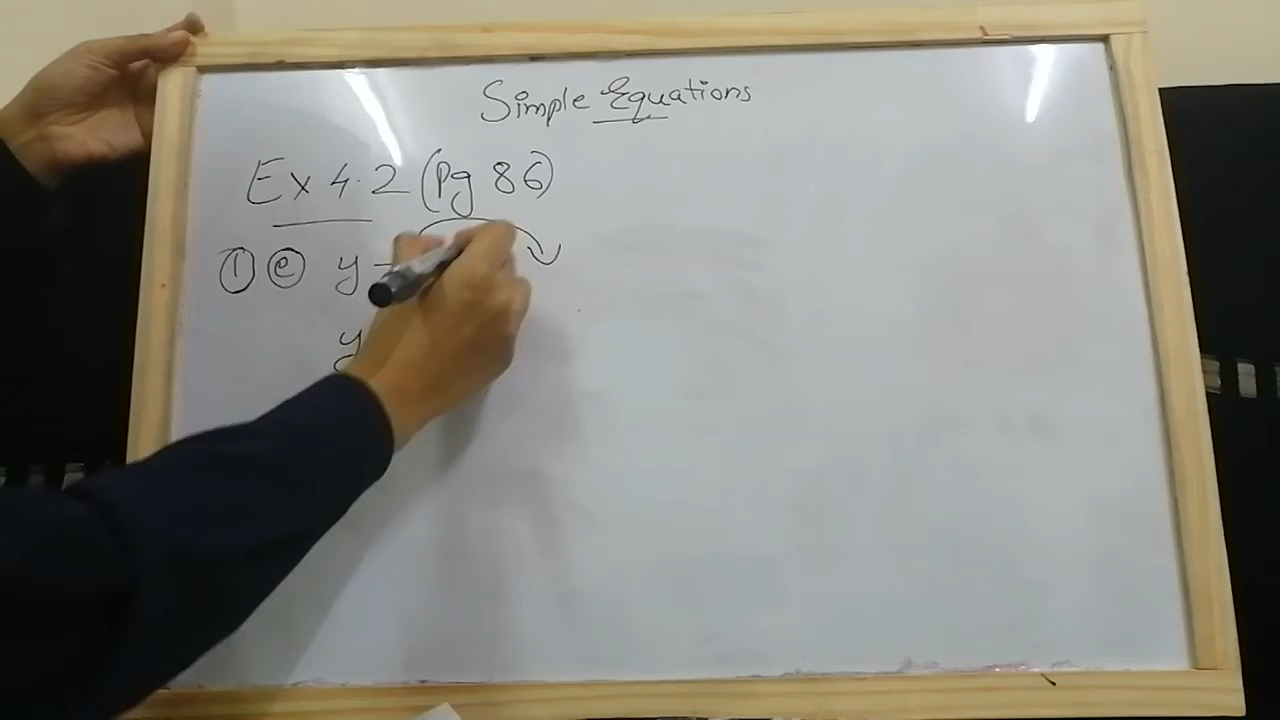 Simple Equations
Ex 4.2 (Pg 86)
① ⓔ y -
y